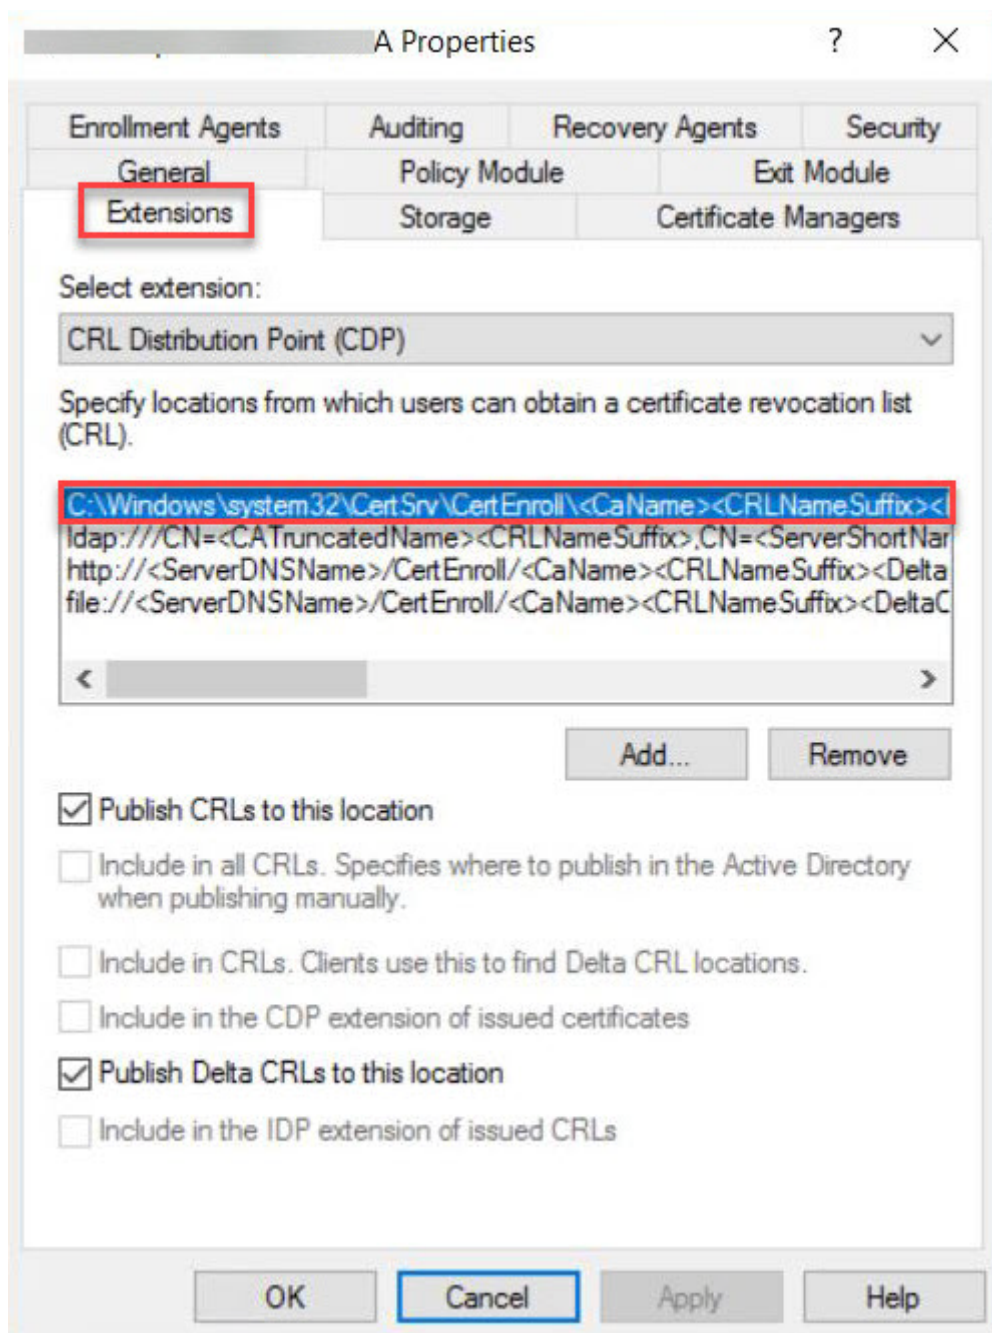 A Properties ? X
Enrollment Agents Auditing Recovery Agents Security
General Policy Module Exit Module
Extensions Storage Certificate Managers
Select extension:
CRL Distribution Point (CDP)
Specify locations from which users can obtain a certificate revocation list
(CRL).
C:\Windows\system32\CertSrv\CertEnroll\<CaName><CRLNameSuffix><
ldap:///CN=<CATruncatedName><CRLNameSuffix>,CN=<ServerShortNar
http://<ServerDNSName>/CertEnroll/<CaName><CRLNameSuffix><Delta
file://<ServerDNSName>/CertEnroll/<CaName><CRLNameSuffix><DeltaC
Add... Remove
Publish CRLs to this location
Include in all CRLs. Specifies where to publish in the Active Directory
when publishing manually.
Include in CRLs. Clients use this to find Delta CRL locations.
Include in the CDP extension of issued certificates
Publish Delta CRLs to this location
Include in the IDP extension of issued CRLs
OK Cancel Apply Help